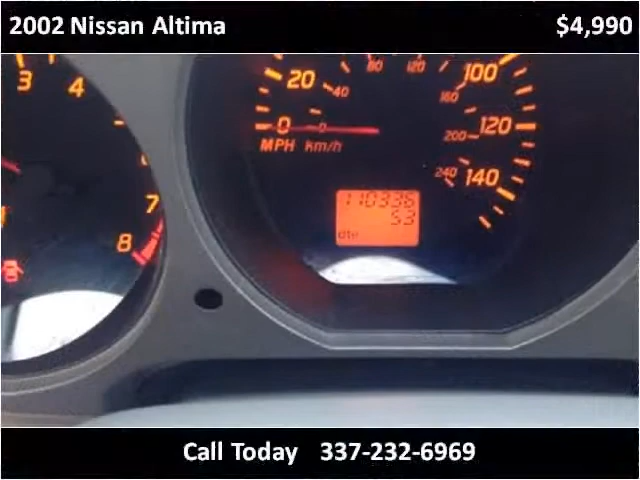 2002 Nissan Altima $4,990
3 4 7 8
20 40 80 120 100
160
0 0 200 120
MPH km/h
240 140
110336
53
dte
Call Today 337-232-6969